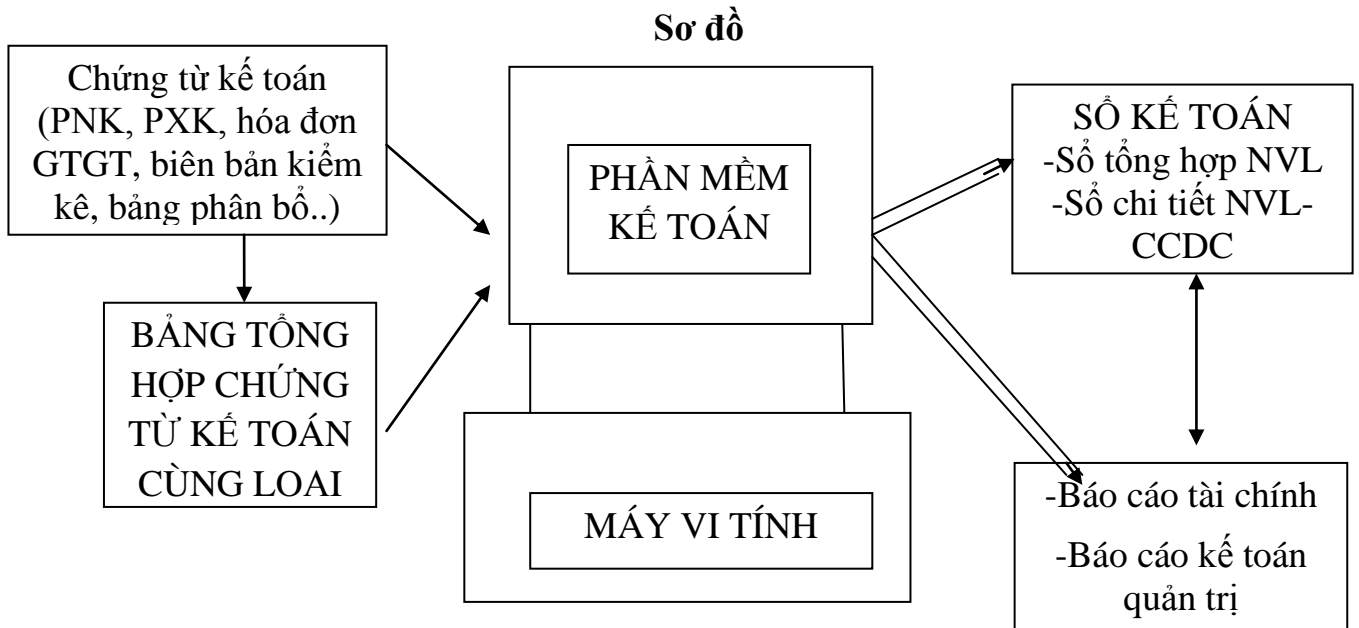 Sơ đồ
Chứng từ kế toán
(PNK, PXK, hóa đơn
GTGT, biên bản kiểm
kê, bảng phân bổ..)
BẢNG TỔNG
HỢP CHỨNG
TỪ KẾ TOÁN
CÙNG LOAI
PHẦN MỀM
KẾ TOÁN
MÁY VI TÍNH
SỔ KẾ TOÁN
-Sổ tổng hợp NVL
-Sổ chi tiết NVL-
CCDC
-Báo cáo tài chính
-Báo cáo kế toán
quản trị